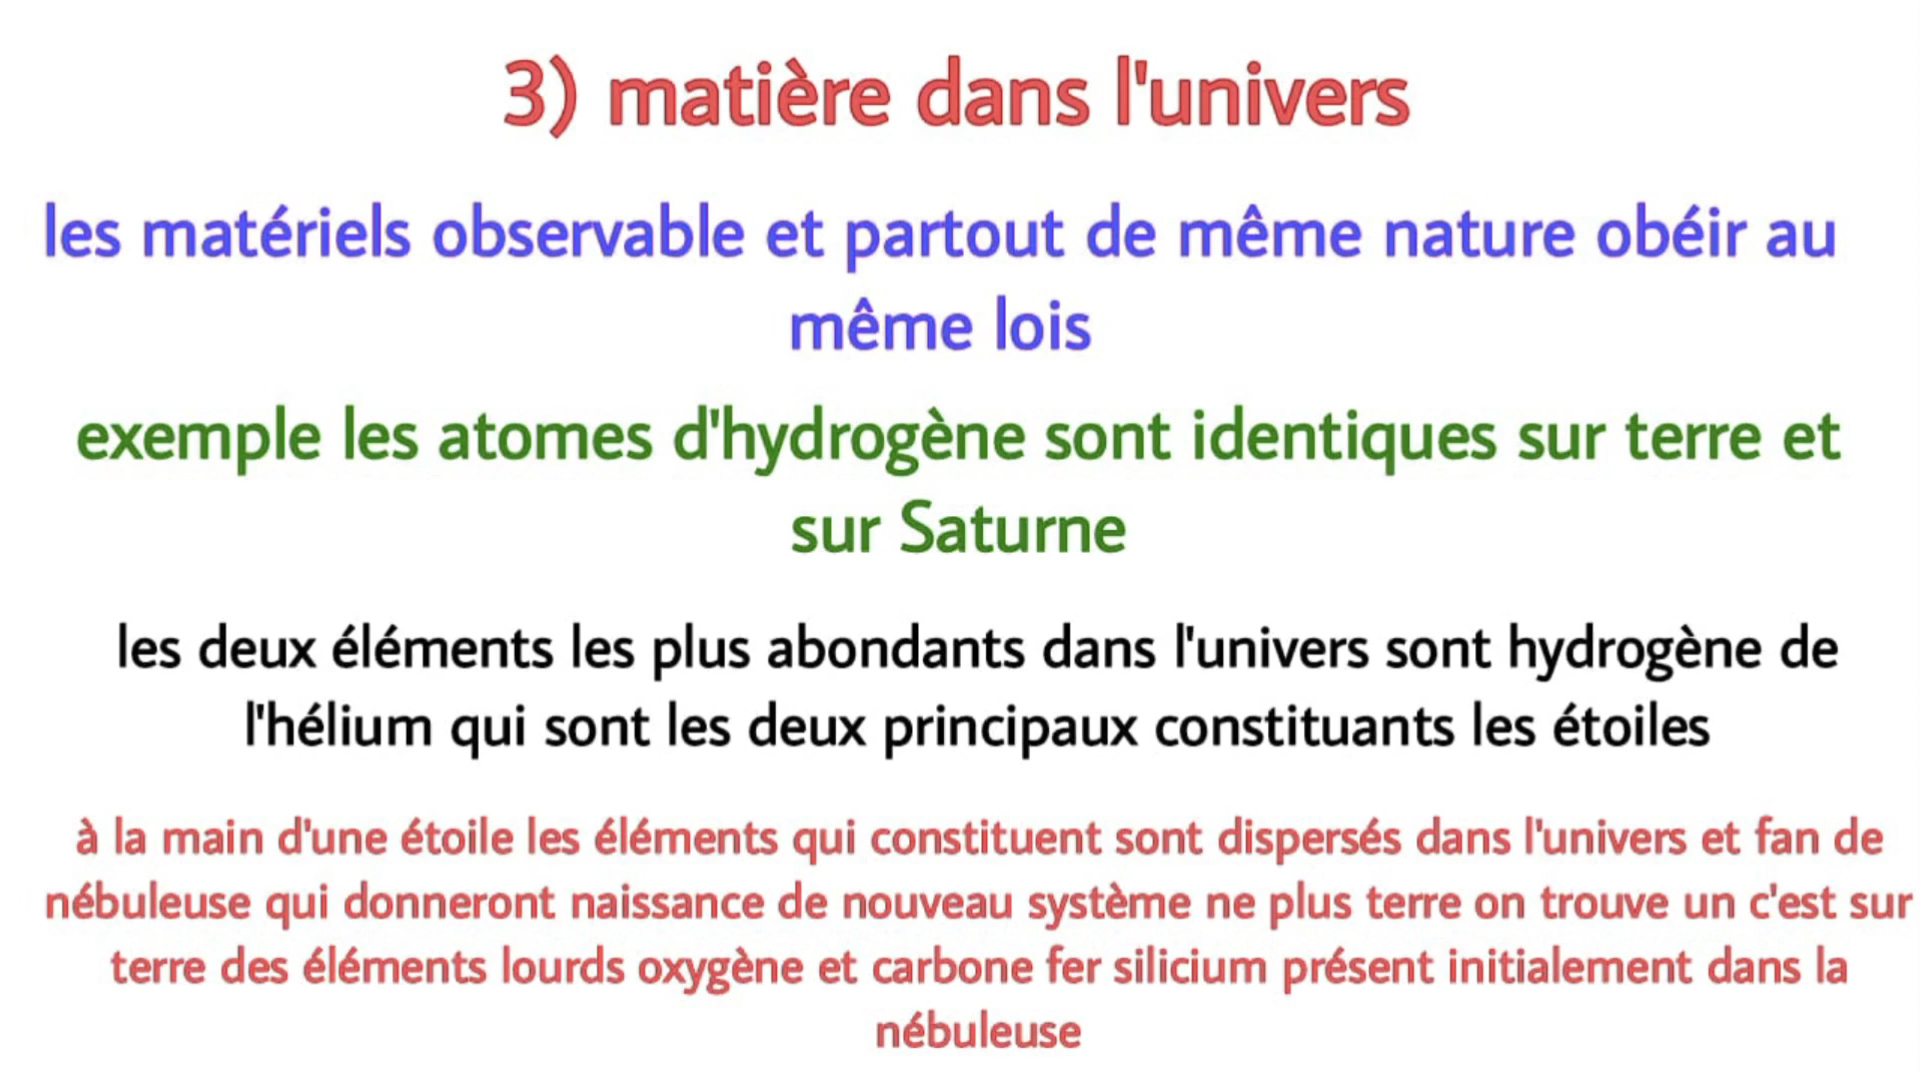 3) matière dans l'univers
les matériels observable et partout de même nature obéir au
même lois
exemple les atomes d'hydrogène sont identiques sur terre et
sur Saturne
les deux éléments les plus abondants dans l'univers sont hydrogène de
l'hélium qui sont les deux principaux constituants les étoiles
à la main d'une étoile les éléments qui constituent sont dispersés dans l'univers et fan de
nébuleuse qui donneront naissance de nouveau système ne plus terre on trouve un c'est sur
terre des éléments lourds oxygène et carbone fer silicium présent initialement dans la
nébuleuse